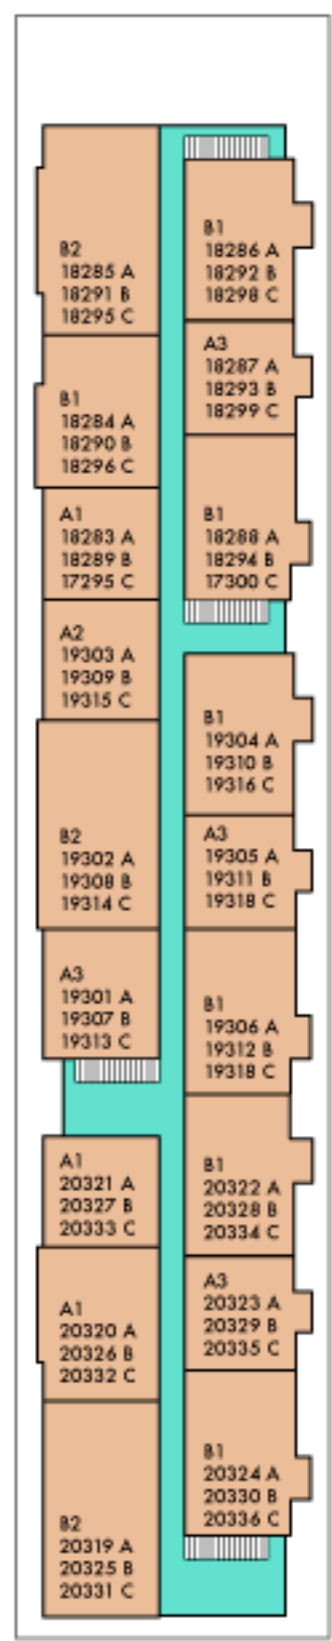 B2
18285 A
18291 B
18295 C
B1
18284 A
18290 B
18296 C
A1
18283 A
18289 B
17295 C
A2
19303 A
19309 B
19315 C
B2
19302 A
19308 B
19314 C
A3
19301 A
19307 B
19313 C
A1
20321 A
20327 B
20333 C
A1
20320 A
20326 B
20332 C
B2
20319 A
20325 B
20331 C
B1
18286 A
18292 B
18298 C
A3
18287 A
18293 B
18299 C
B1
18288 A
18294 B
17300 C
B1
19304 A
19310 B
19316 C
A3
19305 A
19311 B
19318 C
B1
19306 A
19312 B
19318 C
B1
20322 A
20328 B
20334 C
A3
20323 A
20329 B
20335 C
B1
20324 A
20330 B
20336 C